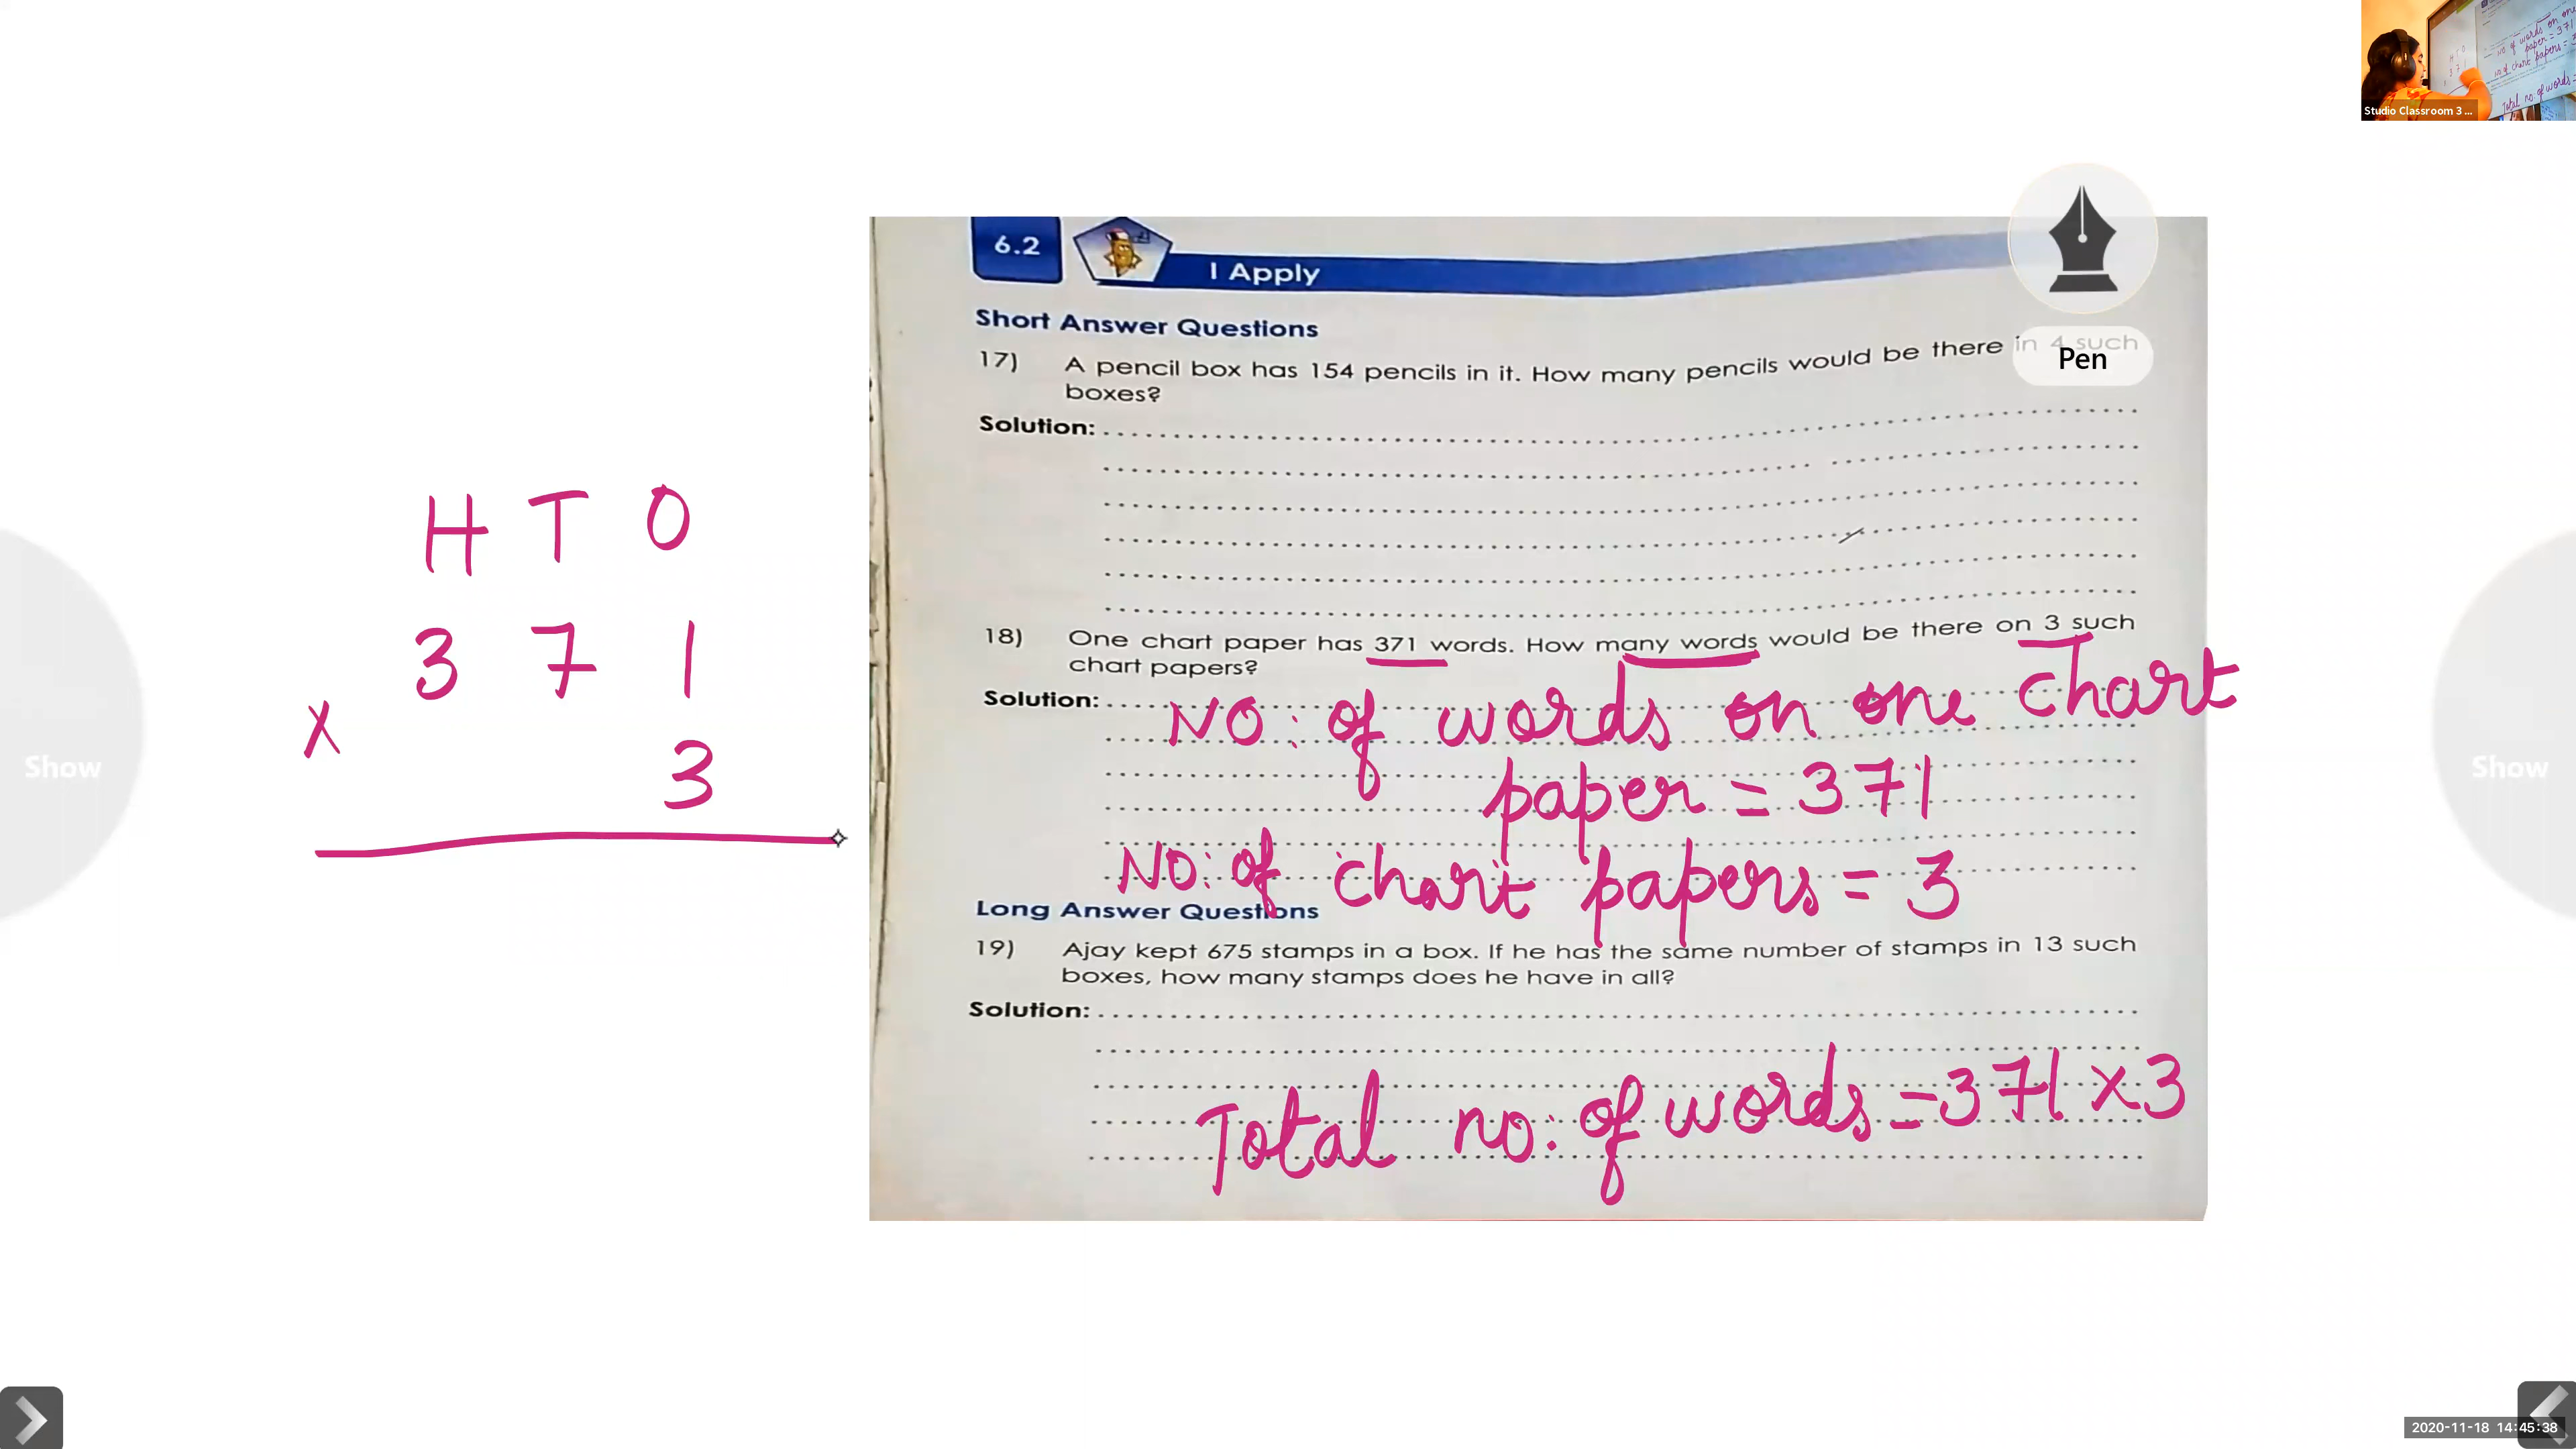 Studio Classroom 3 ...
6.2
I Apply
Pen
Short Answer Questions
17) A pencil box has 154 pencils in it. How many pencils would be there in 4 such
boxes?
Solution:
H T O
3 7 1
x
3
18) One chart paper has 371 words. How many words would be there on 3 such
chart papers?
Solution:
NO: of words on one chart
paper = 371
NO: of chart papers = 3
Long Answer Questions
19) Ajay kept 675 stamps in a box. If he has the same number of stamps in 13 such
boxes, how many stamps does he have in all?
Solution:
Total no: of words = 371 x 3
Show
Show
2020-11-18 14:45:38